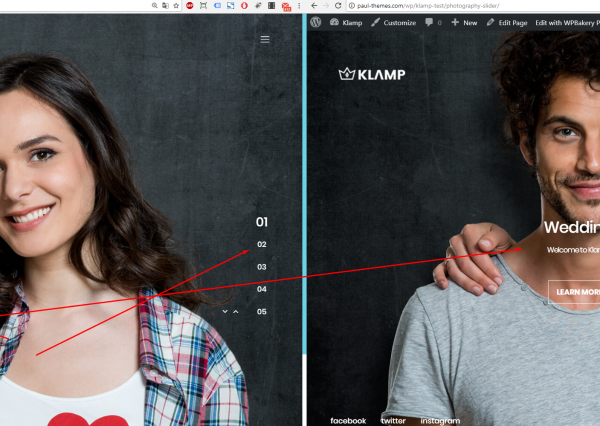 paul-themes.com/wp/klamp-test/photography-slider/
Klamp Customize 0 New Edit Page Edit with WPBakery P
KLAMP
01
02
03
04
05
Weddin
Welcome to Klam
LEARN MOR
facebook twitter instagram